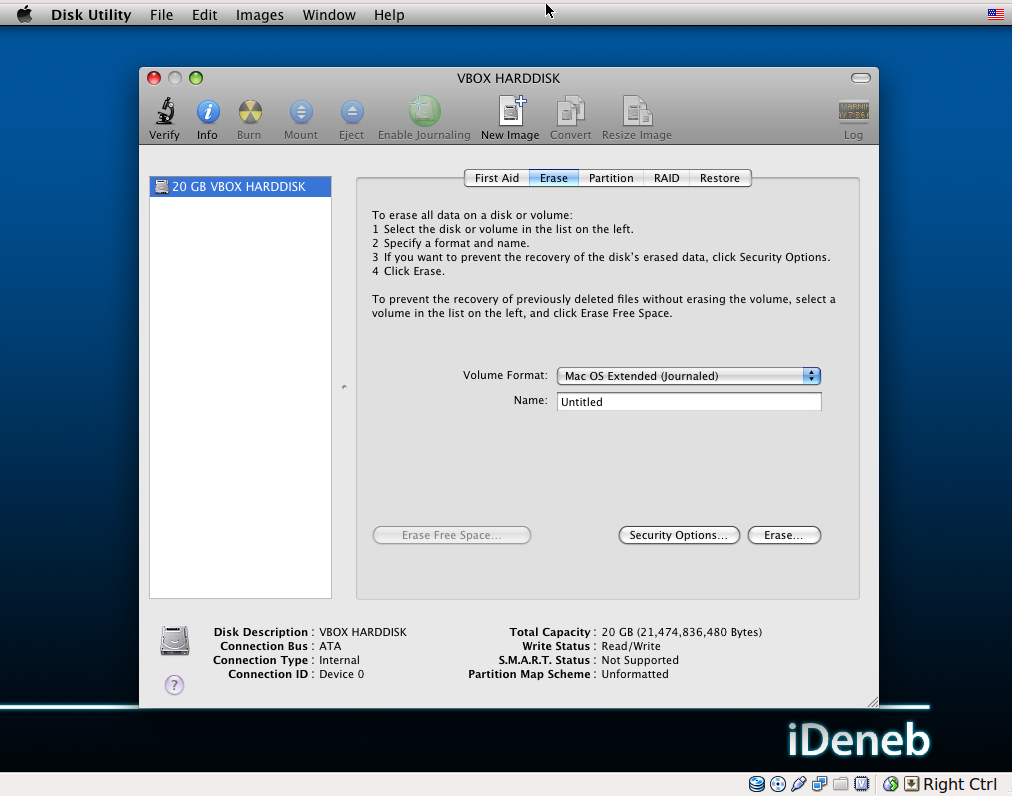 Disk Utility File Edit Images Window Help
VBOX HARDDISK
Verify Info Burn Mount Eject Enable Journaling New Image Convert Resize Image Log
20 GB VBOX HARDDISK
First Aid Erase Partition RAID Restore
To erase all data on a disk or volume:
1 Select the disk or volume in the list on the left.
2 Specify a format and name.
3 If you want to prevent the recovery of the disk's erased data, click Security Options.
4 Click Erase.
To prevent the recovery of previously deleted files without erasing the volume, select a
volume in the list on the left, and click Erase Free Space.
Volume Format: Mac OS Extended (Journaled)
Name: Untitled
Erase Free Space... Security Options... Erase...
Disk Description : VBOX HARDDISK
Connection Bus : ATA
Connection Type : Internal
Connection ID : Device 0
Total Capacity : 20 GB (21,474,836,480 Bytes)
Write Status : Read/Write
S.M.A.R.T. Status : Not Supported
Partition Map Scheme : Unformatted
?
iDeneb
Right Ctrl